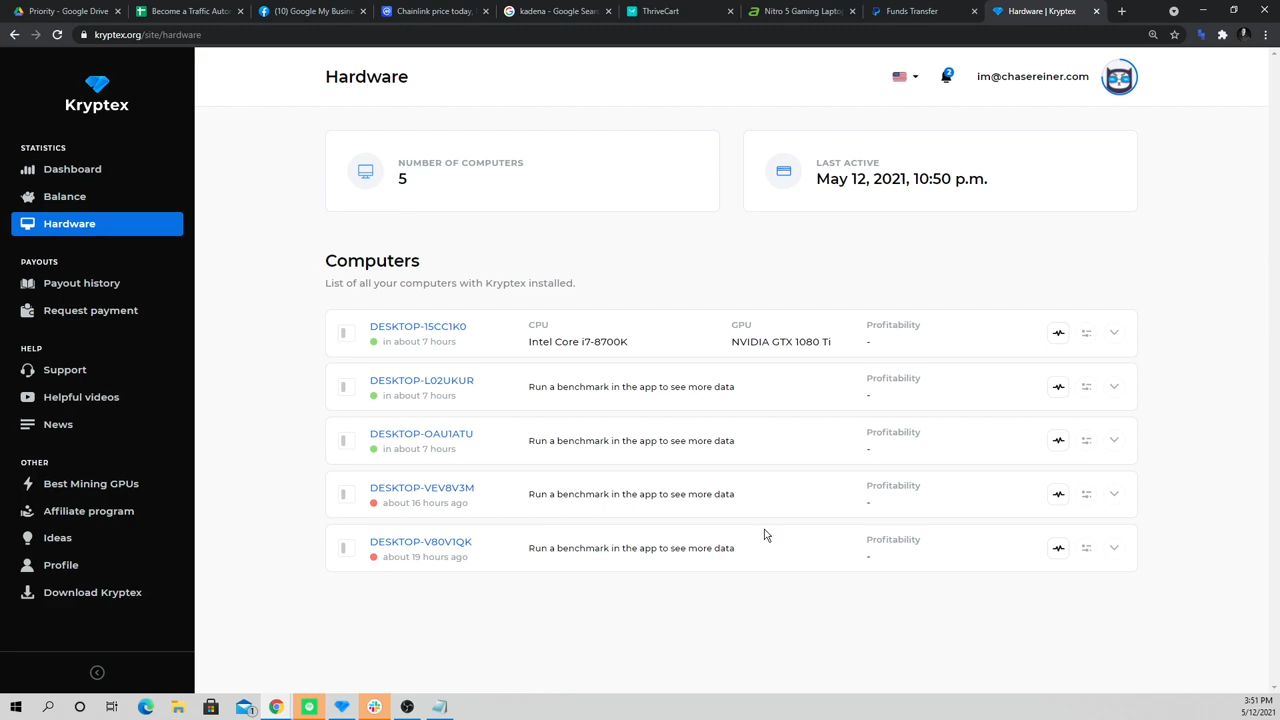 Priority - Google Drive
Become a Traffic Autor
(10) Google My Busine
Chainlink price today,
kadena - Google Sear
ThriveCart
Nitro 5 Gaming Lapto
Funds Transfer
Hardware | Kryptex
kryptex.org/site/hardware
Kryptex
STATISTICS
Dashboard
Balance
Hardware
PAYOUTS
Payout history
Request payment
HELP
Support
Helpful videos
News
OTHER
Best Mining GPUs
Affiliate program
Ideas
Profile
Download Kryptex
Hardware
2
im@chasereiner.com
NUMBER OF COMPUTERS
5
LAST ACTIVE
May 12, 2021, 10:50 p.m.
Computers
List of all your computers with Kryptex installed.
DESKTOP-15CC1K0
in about 7 hours
CPU
Intel Core i7-8700K
GPU
NVIDIA GTX 1080 Ti
Profitability
-
DESKTOP-L02UKUR
in about 7 hours
Run a benchmark in the app to see more data
Profitability
-
DESKTOP-OAU1ATU
in about 7 hours
Run a benchmark in the app to see more data
Profitability
-
DESKTOP-VEV8V3M
about 16 hours ago
Run a benchmark in the app to see more data
Profitability
-
DESKTOP-V80V1QK
about 19 hours ago
Run a benchmark in the app to see more data
Profitability
-
1
3:51 PM
5/12/2021